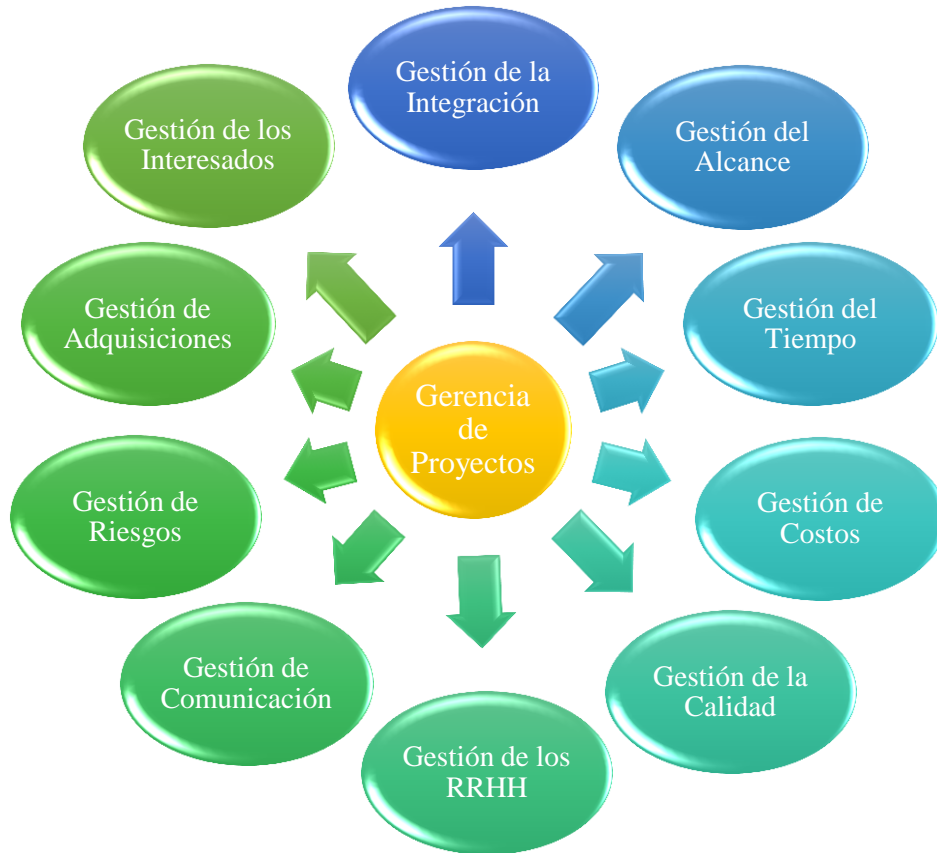 Gestión de la
Integración
Gestión del
Alcance
Gestión del
Tiempo
Gestión de
Costos
Gestión de la
Calidad
Gestión de los
RRHH
Gestión de
Comunicación
Gestión de
Riesgos
Gestión de
Adquisiciones
Gestión de los
Interesados
Gerencia
de
Proyectos